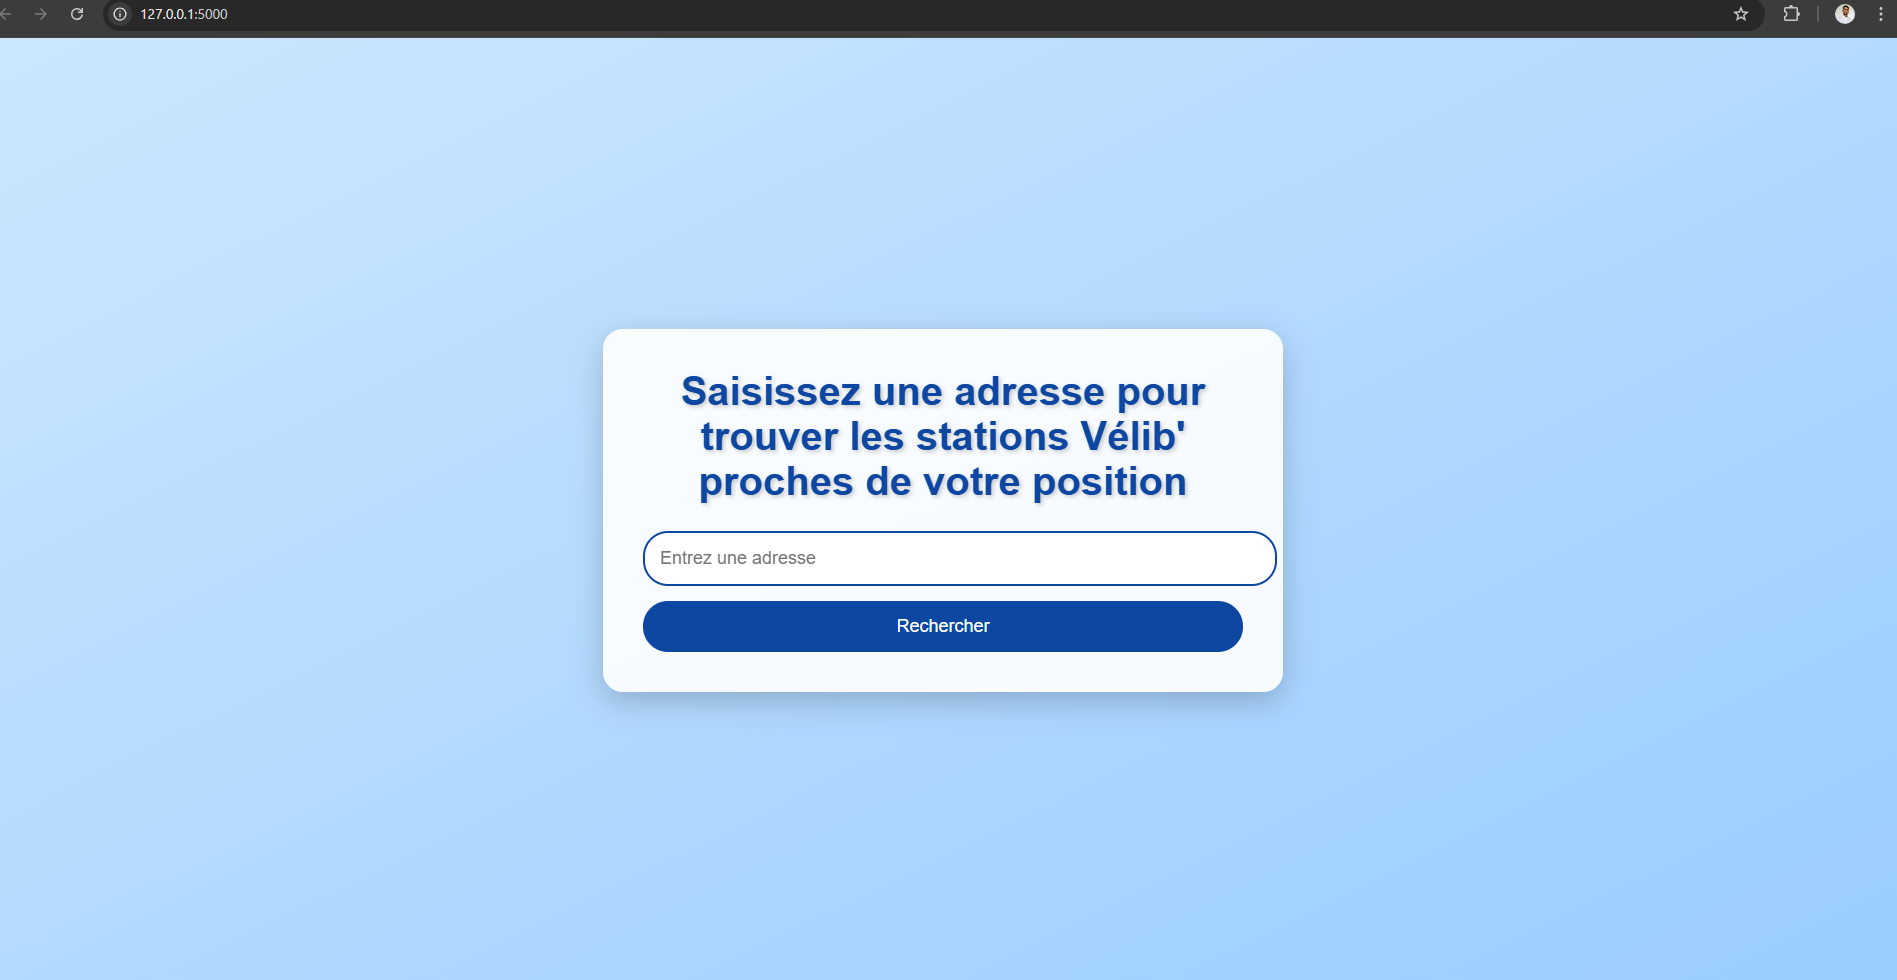 127.0.0.1:5000
Saisissez une adresse pour
trouver les stations Vélib'
proches de votre position
Entrez une adresse
Rechercher